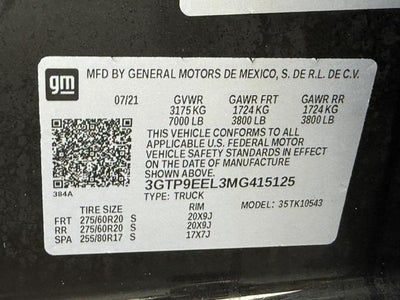 gm
MFD BY GENERAL MOTORS DE MEXICO, S. DE R.L. DE C.V.
07/21 GVWR GAWR FRT GAWR RR
3175 KG 1724 KG 1724 KG
7000 LB 3800 LB 3800 LB
THIS VEHICLE CONFORMS TO ALL
APPLICABLE U.S. FEDERAL MOTOR
VEHICLE SAFETY STANDARDS IN EFFECT
ON THE DATE OF MANUFACTURE
SHOWN ABOVE.
384A
3GTP9EEL3MG415125
TYPE: TRUCK MODEL: 35TK10543
TIRE SIZE RIM
FRT 275/60R20 S 20X9J
RR 275/60R20 S 20X9J
SPA 255/80R17 S 17X7J